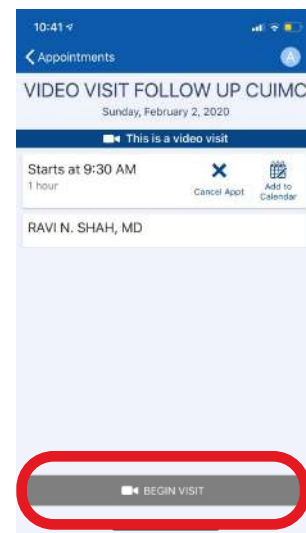 10:41
Appointments
A
VIDEO VISIT FOLLOW UP CUIMC
Sunday, February 2, 2020
This is a video visit
Starts at 9:30 AM
1 hour
Cancel Appt
Add to
Calendar
RAVI N. SHAH, MD
BEGIN VISIT